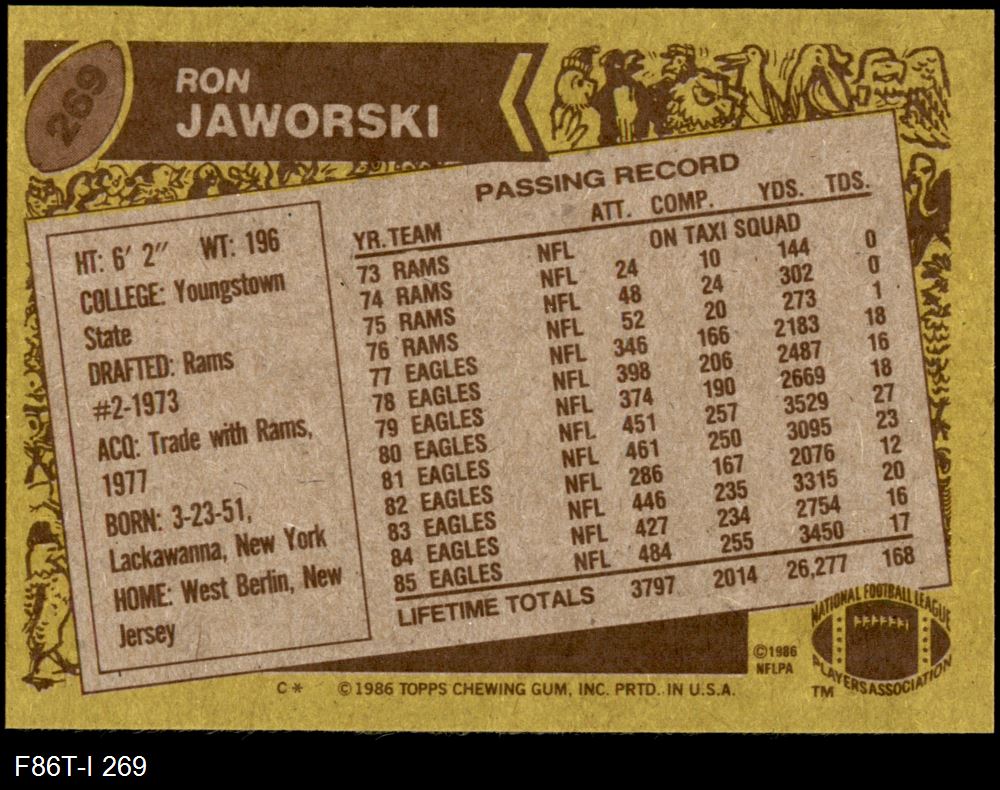 269
RON
JAWORSKI
HT: 6' 2" WT: 196
COLLEGE: Youngstown
State
DRAFTED: Rams
#2-1973
ACQ: Trade with Rams,
1977
BORN: 3-23-51,
Lackawanna, New York
HOME: West Berlin, New
Jersey
PASSING RECORD
YR. TEAM ATT. COMP. YDS. TDS.
73 RAMS NFL ON TAXI SQUAD
74 RAMS NFL 24 10 144 0
75 RAMS NFL 48 24 302 0
76 RAMS NFL 52 20 273 1
77 EAGLES NFL 346 166 2183 18
78 EAGLES NFL 398 206 2487 16
79 EAGLES NFL 374 190 2669 18
80 EAGLES NFL 451 257 3529 27
81 EAGLES NFL 461 250 3095 23
82 EAGLES NFL 286 167 2076 12
83 EAGLES NFL 446 235 3315 20
84 EAGLES NFL 427 234 2754 16
85 EAGLES NFL 484 255 3450 17
LIFETIME TOTALS 3797 2014 26,277 168
©1986
NFLPA
NATIONAL FOOTBALL LEAGUE
PLAYERS ASSOCIATION
TM
C* ©1986 TOPPS CHEWING GUM, INC. PRTD. IN U.S.A.
F86T-I 269